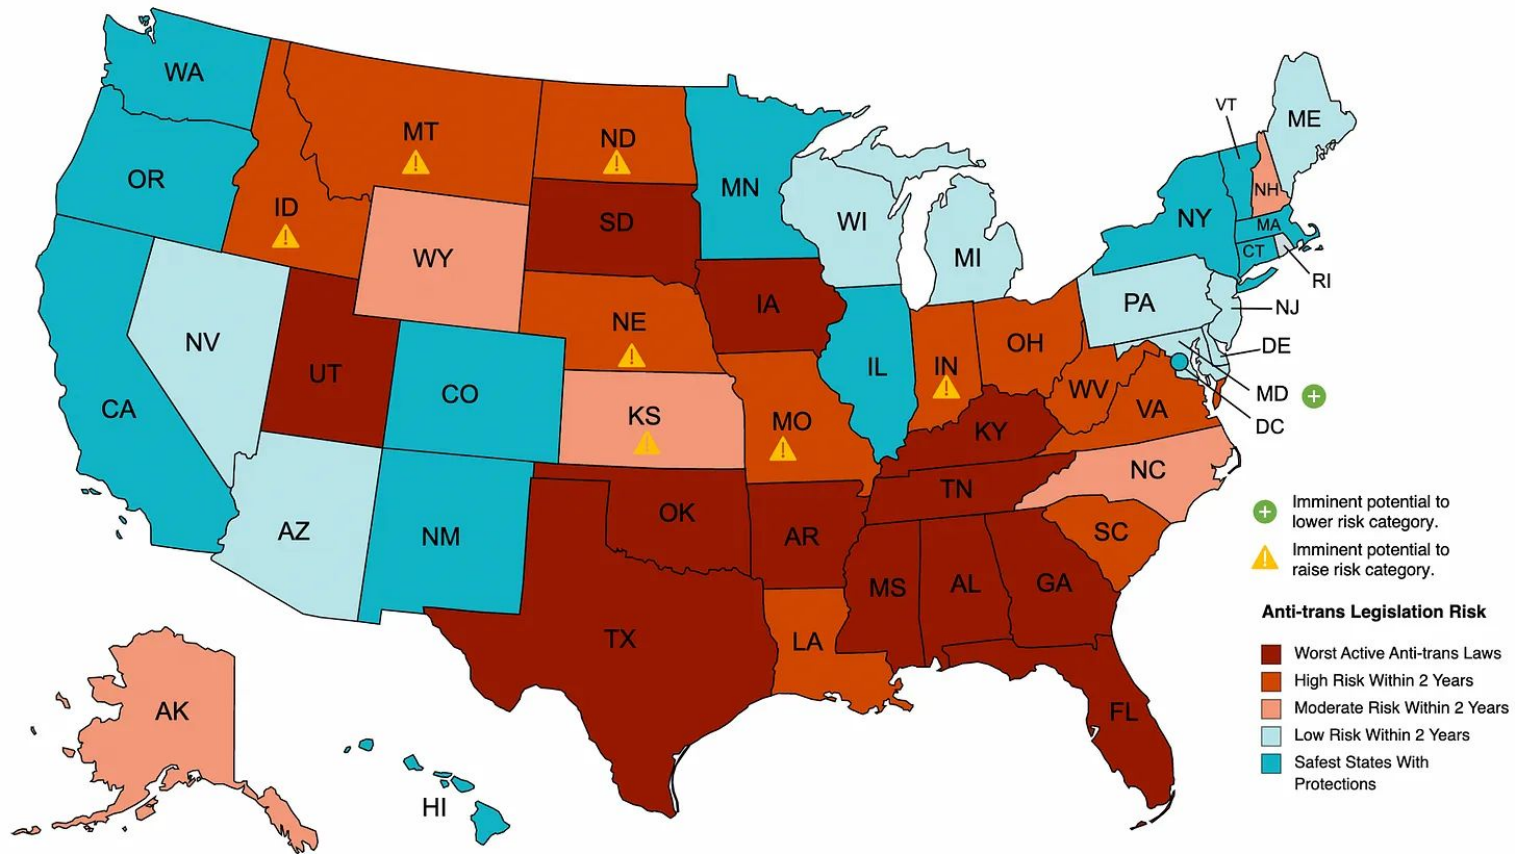 WA
OR
CA
NV
ID
MT
WY
UT
AZ
CO
NM
ND
SD
NE
KS
OK
TX
MN
IA
MO
AR
LA
WI
IL
MI
IN
OH
KY
TN
MS
AL
GA
FL
SC
NC
VA
WV
PA
NY
VT
NH
ME
MA
CT
RI
NJ
DE
MD
DC
AK
HI
Imminent potential to
lower risk category.
Imminent potential to
raise risk category.
Anti-trans Legislation Risk
Worst Active Anti-trans Laws
High Risk Within 2 Years
Moderate Risk Within 2 Years
Low Risk Within 2 Years
Safest States With
Protections